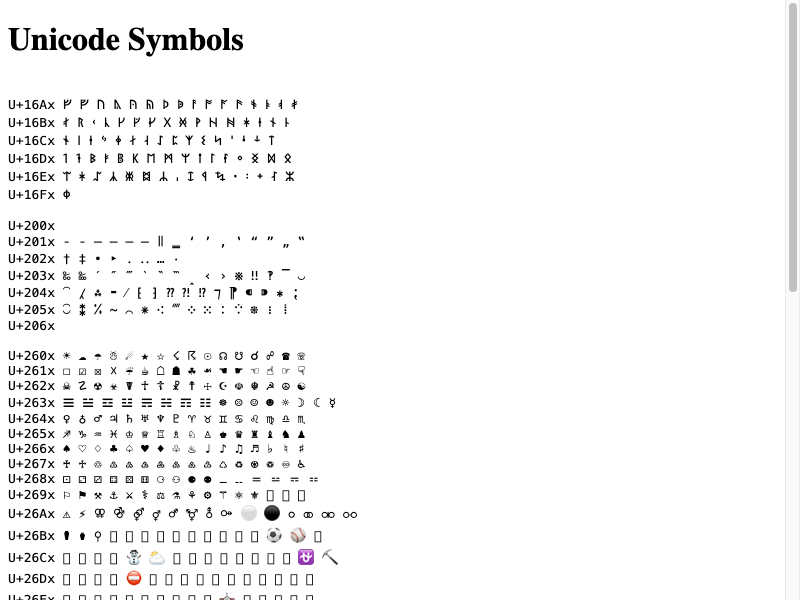 Unicode Symbols
U+16Ax ᚠ ᚡ ᚢ ᚣ ᚤ ᚥ ᚦ ᚧ ᚨ ᚩ ᚪ ᚫ ᚬ ᚭ ᚮ ᚯ
U+16Bx ᚰ ᚱ ᚲ ᚳ ᚴ ᚵ ᚶ ᚷ ᚸ ᚹ ᚺ ᚻ ᚼ ᚽ ᚾ ᚿ
U+16Cx ᛀ ᛁ ᛂ ᛃ ᛄ ᛅ ᛆ ᛇ ᛈ ᛉ ᛊ ᛋ ᛌ ᛍ ᛎ ᛏ
U+16Dx ᛐ ᛑ ᛒ ᛓ ᛔ ᛕ ᛖ ᛗ ᛘ ᛙ ᛚ ᛛ ᛜ ᛝ ᛞ ᛟ
U+16Ex ᛠ ᛡ ᛢ ᛣ ᛤ ᛥ ᛦ ᛧ ᛨ ᛩ ᛪ ᛫ ᛬ ᛭ ᛮ ᛯ
U+16Fx ᛰ
U+200x
U+201x ‐ ‑ ‒ – — ― ‖ ‗ ‘ ’ ‚ ‛ “ ” „ ‟
U+202x † ‡ • ‣ ․ ‥ … ‧
U+203x ‰ ‱ ′ ″ ‴ ‵ ‶ ‷ ‸ ‹ › ※ ‼ ‽ ‾ ‿
U+204x ⁀ ⁁ ⁂ ⁃ ⁄ ⁅ ⁆ ⁇ ⁈ ⁉ ⁊ ⁋ ⁌ ⁍ ⁎ ⁏
U+205x ⁐ ⁑ ⁒ ⁓ ⁔ ⁕ ⁖ ⁗ ⁘ ⁙ ⁚ ⁛ ⁜ ⁝ ⁞
U+206x
U+260x ☀ ☁ ☂ ☃ ☄ ★ ☆ ☇ ☈ ☉ ☊ ☋ ☌ ☍ ☎ ☏
U+261x ☐ ☑ ☒ ☓ ☔ ☕ ☖ ☗ ☘ ☙ ☚ ☛ ☜ ☝ ☞ ☟
U+262x ☠ ☡ ☢ ☣ ☤ ☥ ☦ ☧ ☨ ☩ ☪ ☫ ☬ ☭ ☮ ☯
U+263x ☰ ☱ ☲ ☳ ☴ ☵ ☶ ☷ ☸ ☹ ☺ ☻ ☼ ☽ ☾ ☿
U+264x ♀ ♁ ♂ ♃ ♄ ♅ ♆ ♇ ♈ ♉ ♊ ♋ ♌ ♍ ♎ ♏
U+265x ♐ ♑ ♒ ♓ ♔ ♕ ♖ ♗ ♘ ♙ ♚ ♛ ♜ ♝ ♞ ♟
U+266x ♠ ♡ ♢ ♣ ♤ ♥ ♦ ♧ ♨ ♩ ♪ ♫ ♬ ♭ ♮ ♯
U+267x ♰ ♱ ♲ ♳ ♴ ♵ ♶ ♷ ♸ ♹ ♺ ♻ ♼ ♽ ♾ ♿
U+268x ⚀ ⚁ ⚂ ⚃ ⚄ ⚅ ⚆ ⚇ ⚈ ⚉ ⚊ ⚋ ⚌ ⚍ ⚎ ⚏
U+269x ⚐ ⚑ ⚒ ⚓ ⚔ ⚕ ⚖ ⚗ ⚘ ⚙ ⚚ ⚛ ⚜
U+26Ax ⚠ ⚡ ⚢ ⚣ ⚤ ⚥ ⚦ ⚧ ⚨ ⚩ ⚪ ⚫ ⚬ ⚭ ⚮ ⚯
U+26Bx ⚰ ⚱ ⚲ ⚽ ⚾
U+26Cx ⛄ ⛅ ⛎ ⛏
U+26Dx ⛔
U+26Ex ⛪